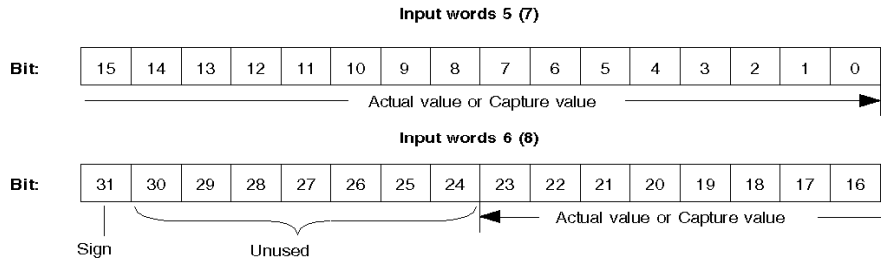 Input words 5 (7)
Bit: 15 14 13 12 11 10 9 8 7 6 5 4 3 2 1 0
Actual value or Capture value
Input words 6 (8)
Bit: 31 30 29 28 27 26 25 24 23 22 21 20 19 18 17 16
Actual value or Capture value
Sign Unused